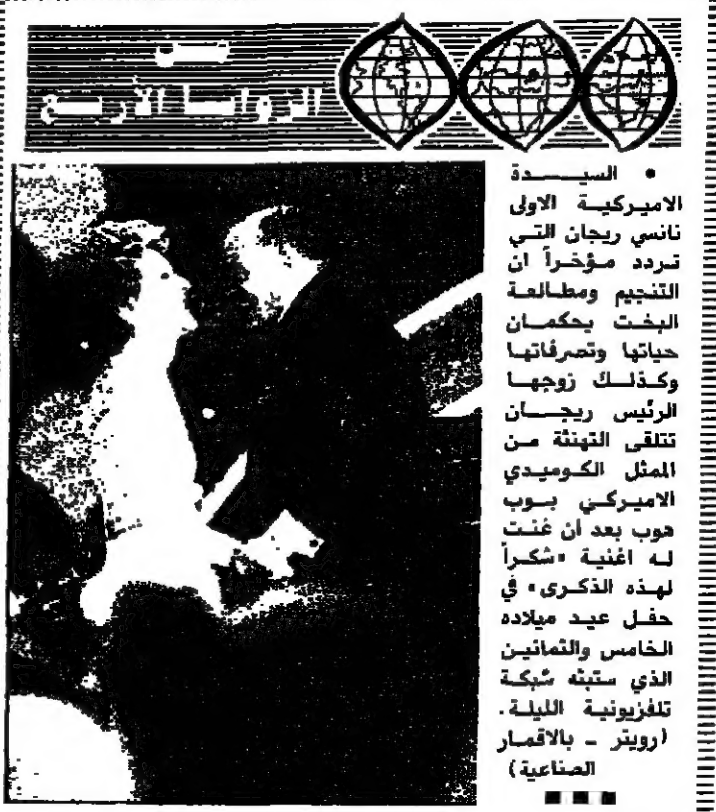 من
الزوايا الأربع
• السيدة
الاميركية الاولى
نانسي ريجان التي
تردد مؤخراً ان
التنجيم ومطالعة
البخت يحكمان
حياتها وتصرفاتها
وكذلك زوجها
الرئيس ريجان
تتلقى التهنئة من
الممثل الكوميدي
الاميركي بوب
هوب بعد أن غنت
له اغنية «شكراً
لهذه الذكرى» في
حفل عيد ميلاده
الخامس والثمانين
الذي ستبثه شبكة
تلفزيونية الليلة.
(رويتر - بالاقمار
الصناعية)